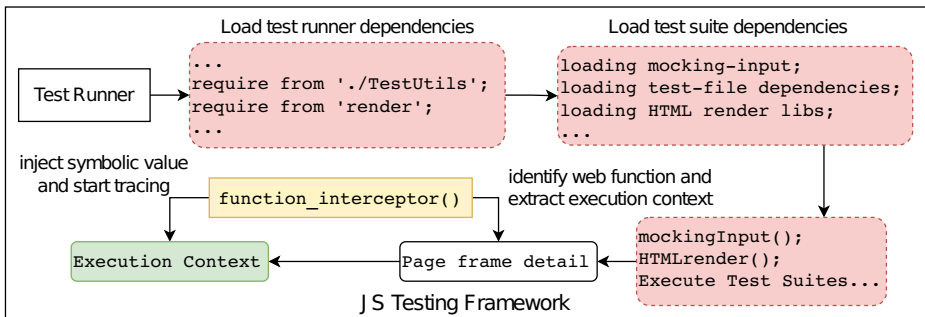 Load test runner dependencies
Load test suite dependencies
Test Runner
...
require from './TestUtils';
require from 'render';
...
loading mocking-input;
loading test-file dependencies;
loading HTML render libs;
...
inject symbolic value
and start tracing
function_interceptor()
identify web function and
extract execution context
Execution Context
Page frame detail
mockingInput();
HTMLrender();
Execute Test Suites...
JS Testing Framework